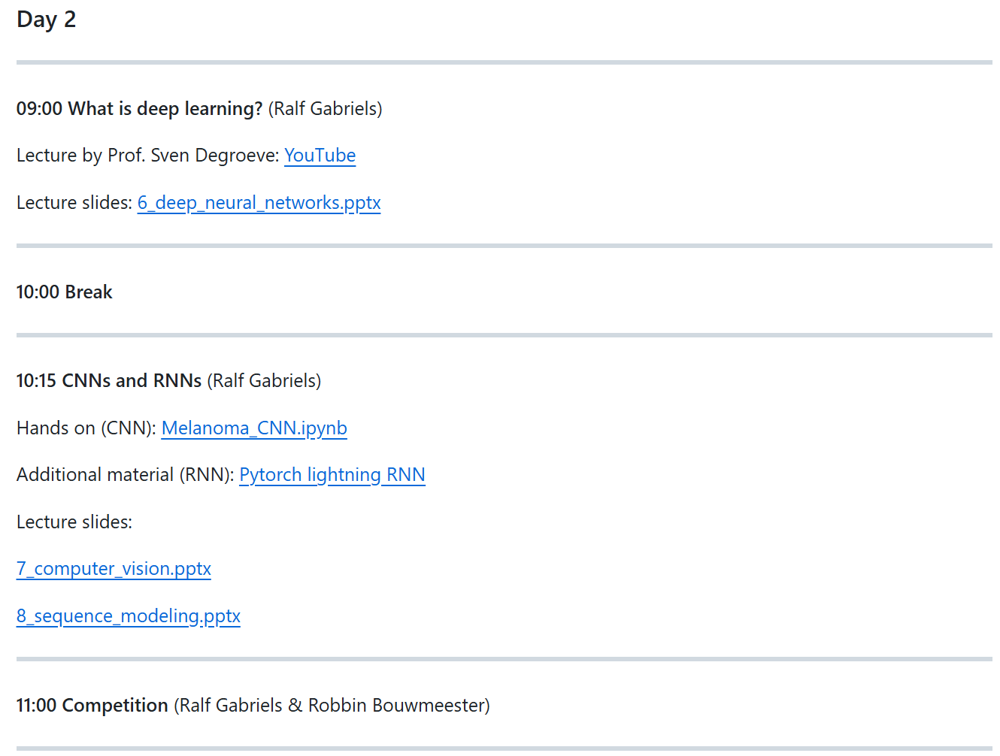 Day 2
09:00 What is deep learning? (Ralf Gabriels)
Lecture by Prof. Sven Degroeve: YouTube
Lecture slides: 6_deep_neural_networks.pptx
10:00 Break
10:15 CNNs and RNNs (Ralf Gabriels)
Hands on (CNN): Melanoma_CNN.ipynb
Additional material (RNN): Pytorch lightning RNN
Lecture slides:
7_computer_vision.pptx
8_sequence_modeling.pptx
11:00 Competition (Ralf Gabriels & Robbin Bouwmeester)